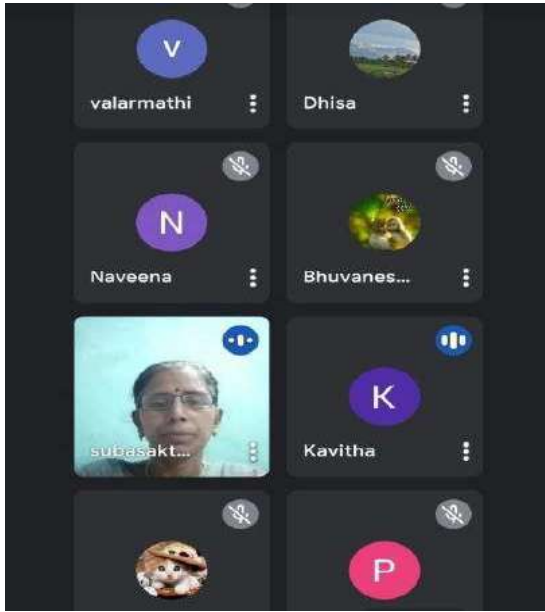 V
valarmathi
Dhisa
N
Naveena
Bhuvanes...
subasakt...
K
Kavitha
P